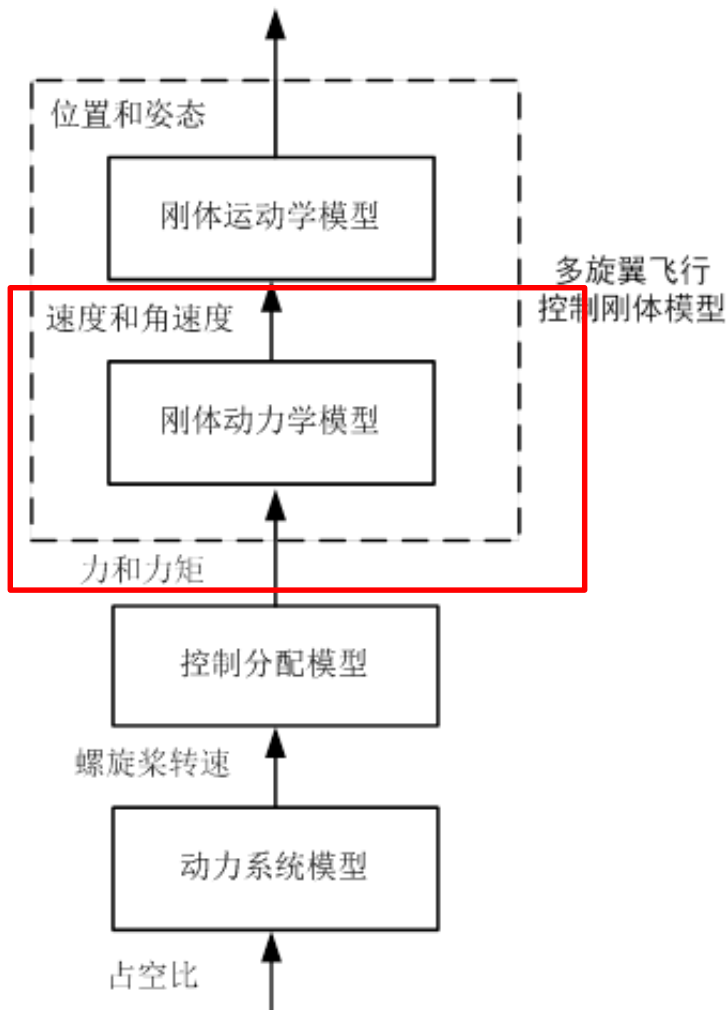 位置和姿态
刚体运动学模型
多旋翼飞行
控制刚体模型
速度和角速度
刚体动力学模型
力和力矩
控制分配模型
螺旋桨转速
动力系统模型
占空比